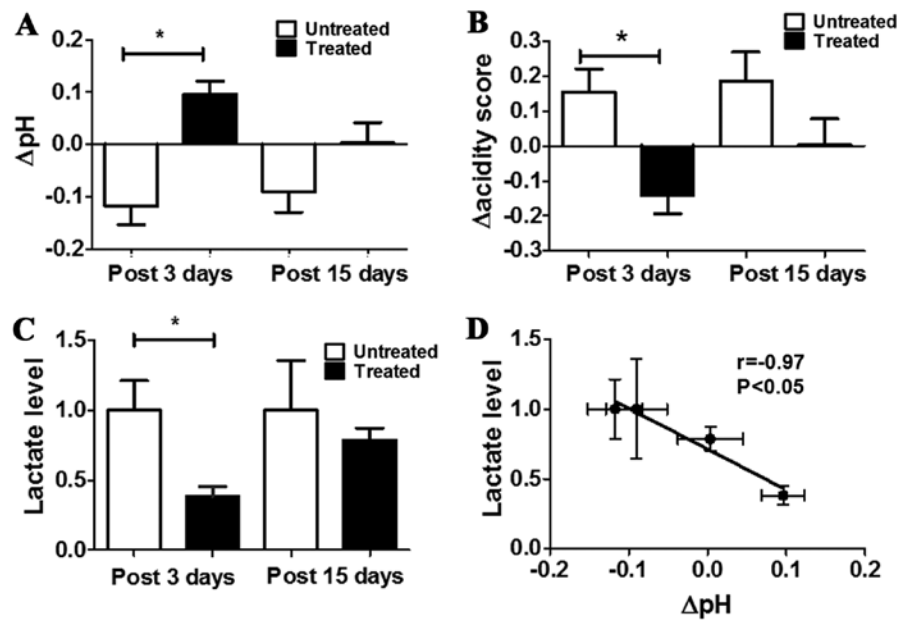 A
Untreated
Treated
*
ΔpH
0.2
0.1
0.0
-0.1
-0.2
Post 3 days Post 15 days
B
Untreated
Treated
*
Δacidity score
0.3
0.2
0.1
0.0
-0.1
-0.2
-0.3
Post 3 days Post 15 days
C
Untreated
Treated
*
Lactate level
1.5
1.0
0.5
0.0
Post 3 days Post 15 days
D
r=-0.97
P<0.05
Lactate level
1.5
1.0
0.5
0.0
-0.2 -0.1 0.0 0.1 0.2
ΔpH